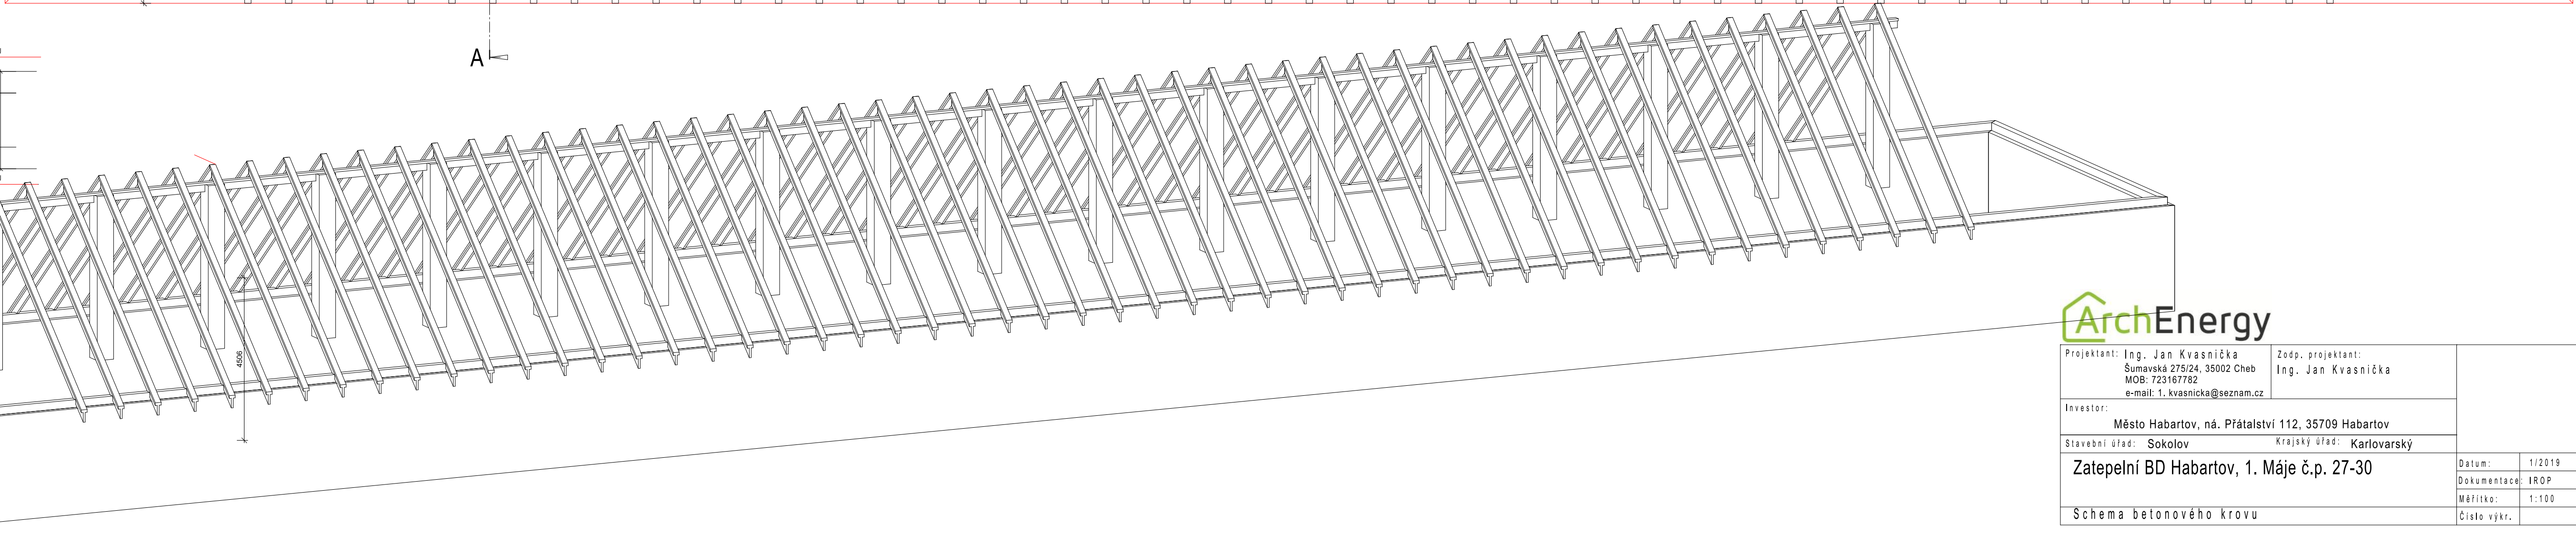 A
4506
ArchEnergy
Projektant: Ing. Jan Kvasnička
Šumavská 275/24, 35002 Cheb
MOB: 723167782
e-mail: 1. kvasnicka@seznam.cz
Zodp. projektant:
Ing. Jan Kvasnička
Investor:
Město Habartov, ná. Přátalství 112, 35709 Habartov
Stavební úřad: Sokolov Krajský úřad: Karlovarský
Zatepelní BD Habartov, 1. Máje č.p. 27-30
Schema betonového krovu
Datum: 1/2019
Dokumentace: IROP
Měřítko: 1:100
Číslo výkr.